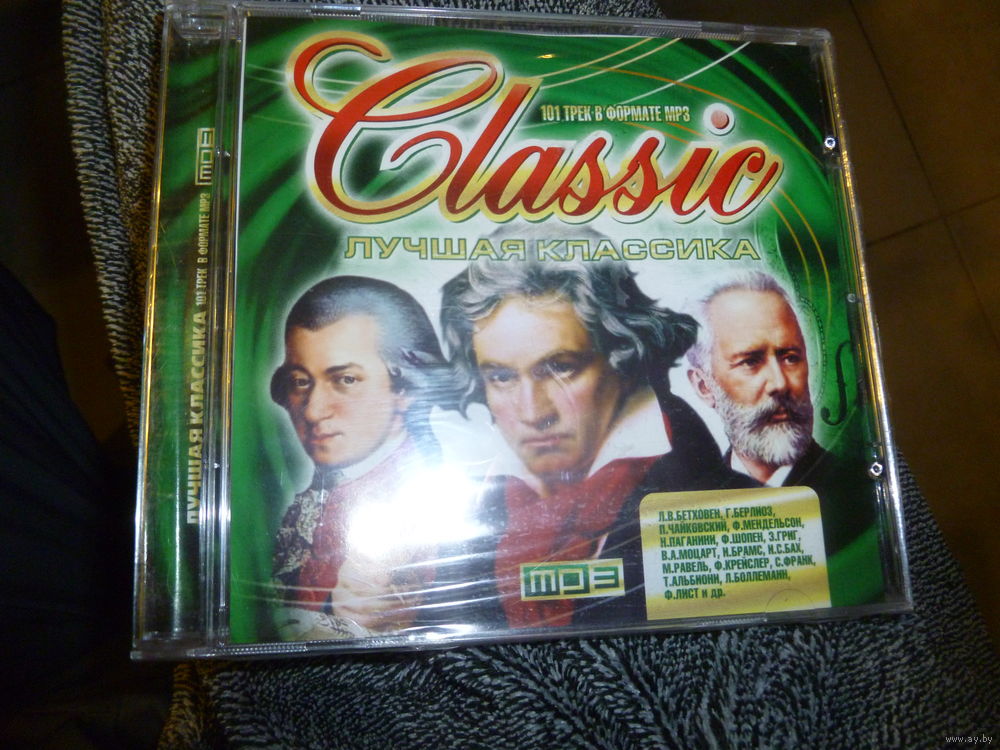 101 ТРЕК В ФОРМАТЕ MP3
Classic
ЛУЧШАЯ КЛАССИКА
Л.В.БЕТХОВЕН, Г.БЕРЛИОЗ,
П.ЧАЙКОВСКИЙ, Ф.МЕНДЕЛЬСОН,
Н.ПАГАНИНИ, Ф.ШОПЕН, Э.ГРИГ,
В.А.МОЦАРТ, И.БРАМС, И.С.БАХ,
М.РАВЕЛЬ, Ф.КРЕЙСЛЕР, С.ФРАНК,
Т.АЛЬБИОНИ, Л.БОЛЛЕМАНН,
Ф.ЛИСТ и др.
MP3
ЛУЧШАЯ КЛАССИКА 101 ТРЕК В ФОРМАТЕ MP3 MP3
www.ay.by